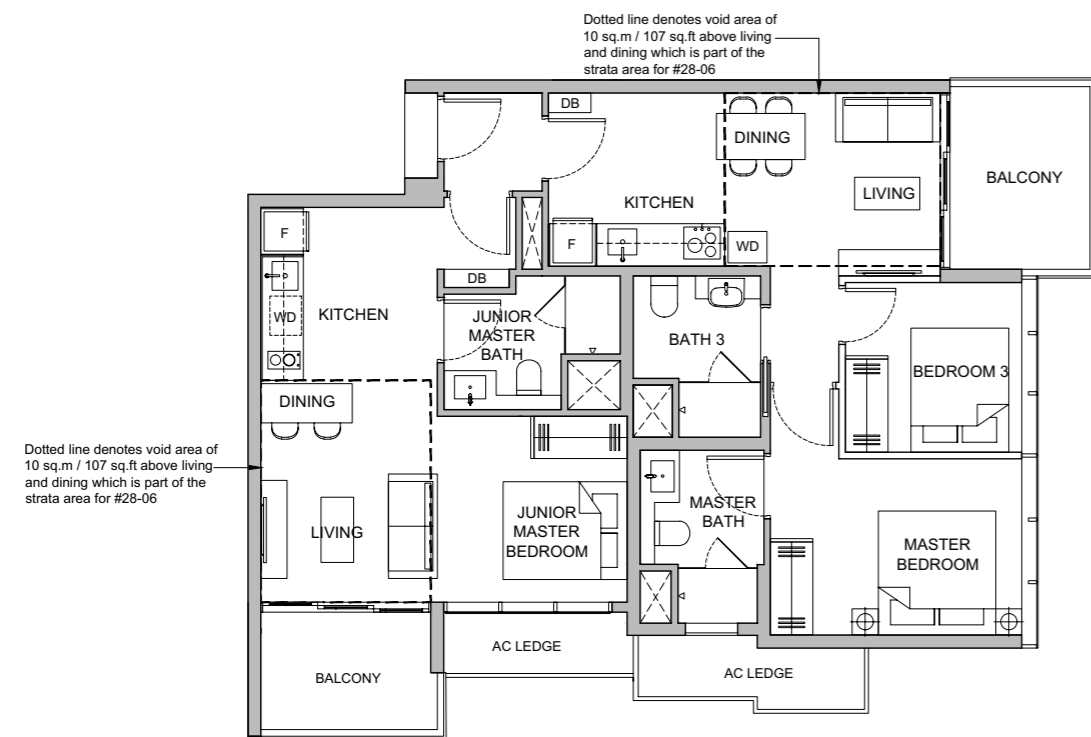 Dotted line denotes void area of
10 sq.m / 107 sq.ft above living
and dining which is part of the
strata area for #28-06
DB
DINING
BALCONY
LIVING
KITCHEN
F
WD
F
DB
KITCHEN
WD
JUNIOR
MASTER
BATH
BATH 3
BEDROOM 3
DINING
Dotted line denotes void area of
10 sq.m / 107 sq.ft above living
and dining which is part of the
strata area for #28-06
LIVING
JUNIOR
MASTER
BEDROOM
MASTER
BATH
MASTER
BEDROOM
AC LEDGE
BALCONY
AC LEDGE